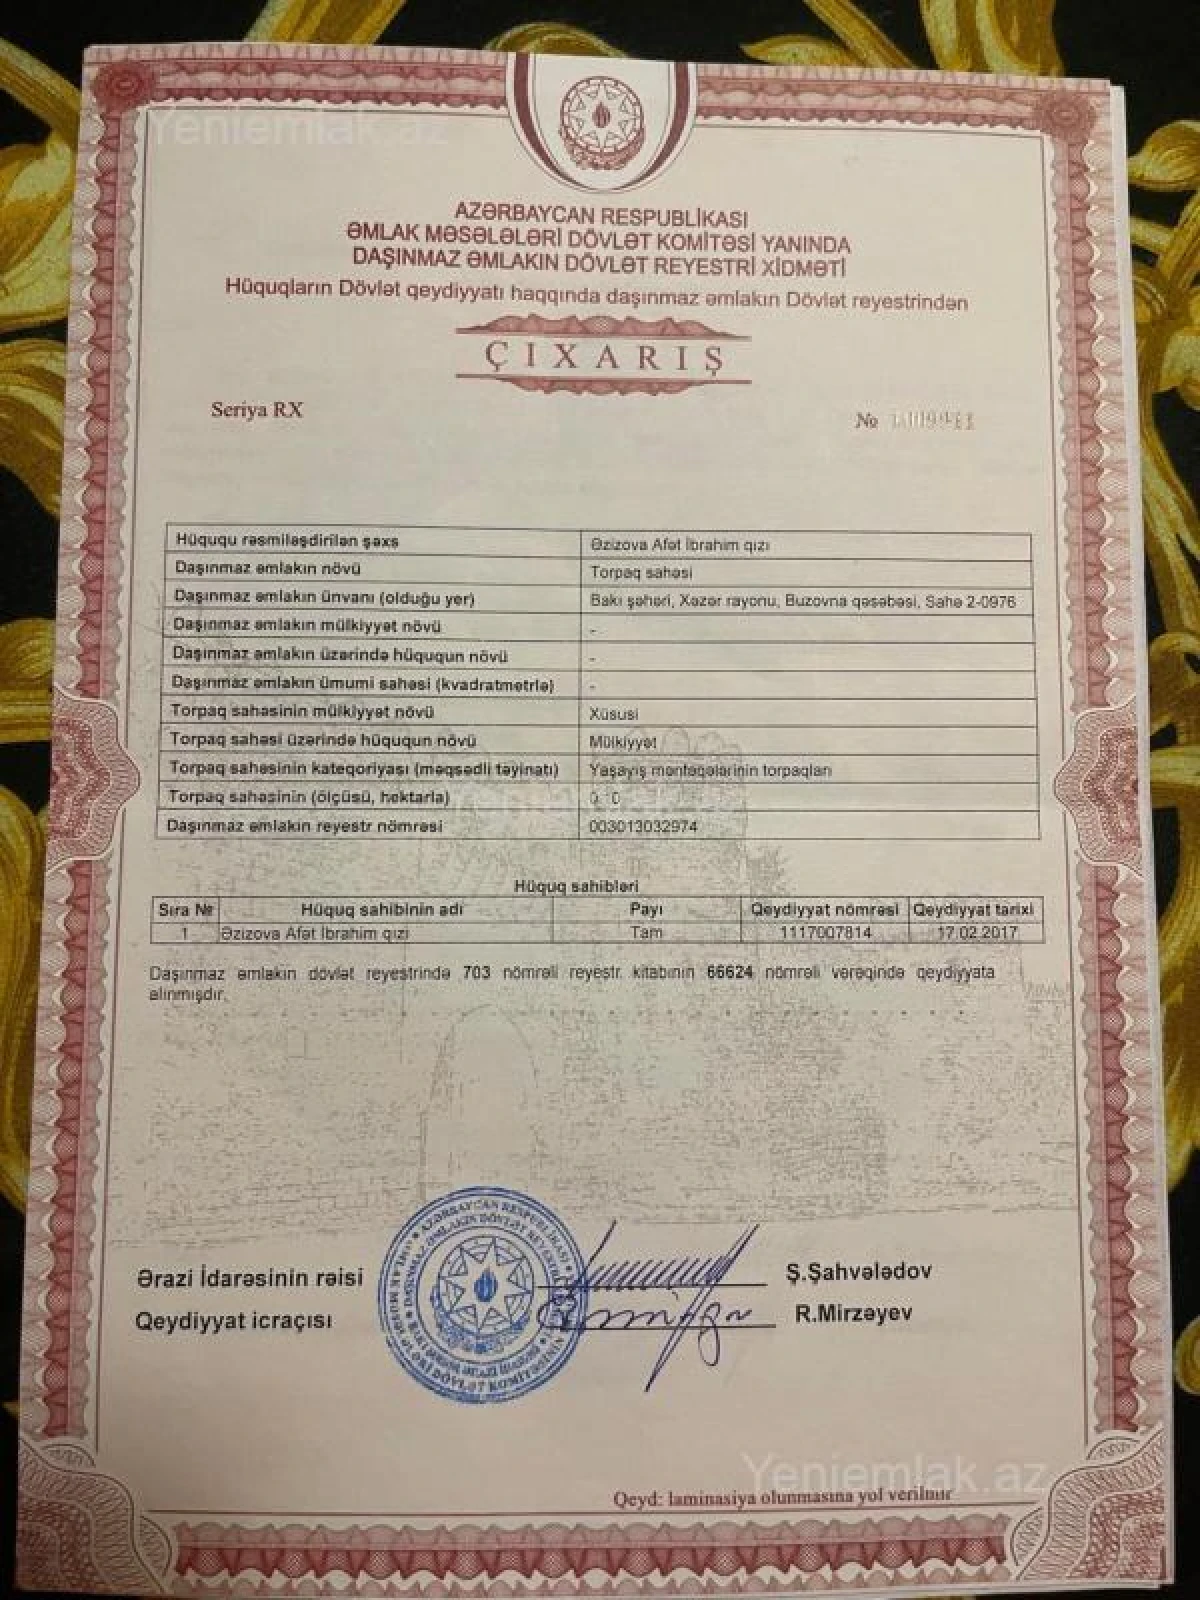 Yeniemlak.az
AZƏRBAYCAN RESPUBLİKASI
ƏMLAK MƏSƏLƏLƏRİ DÖVLƏT KOMİTƏSİ YANINDA
DAŞINMAZ ƏMLAKIN DÖVLƏT REYESTRİ XİDMƏTİ
Hüquqların Dövlət qeydiyyatı haqqında daşınmaz əmlakın Dövlət reyestrindən
ÇIXARIŞ
Seriya RX №
Hüququ rəsmiləşdirilən şəxs Əzizova Afət İbrahim qızı
Daşınmaz əmlakın növü Torpaq sahəsi
Daşınmaz əmlakın ünvanı (olduğu yer) Bakı şəhəri, Xəzər rayonu, Buzovna qəsəbəsi, Sahə 2-0976
Daşınmaz əmlakın mülkiyyət növü -
Daşınmaz əmlakın üzərində hüququn növü -
Daşınmaz əmlakın ümumi sahəsi (kvadratmetrlə) -
Torpaq sahəsinin mülkiyyət növü Xüsusi
Torpaq sahəsi üzərində hüququn növü Mülkiyyət
Torpaq sahəsinin kateqoriyası (məqsədli təyinatı) Yaşayış məntəqələrinin torpaqları
Torpaq sahəsinin (ölçüsü, hektarla)
Daşınmaz əmlakın reyestr nömrəsi 003013032974
Hüquq sahibləri
Sıra № Hüquq sahibinin adı Payı Qeydiyyat nömrəsi Qeydiyyat tarixi
1 Əzizova Afət İbrahim qızı Tam 1117007814 17.02.2017
Daşınmaz əmlakın dövlət reyestrində 703 nömrəli reyestr kitabının 66624 nömrəli vərəqində qeydiyyata
alınmışdır.
Ərazi İdarəsinin rəisi Ş.Şahvələdov
Qeydiyyat icraçısı R.Mirzəyev
Yeniemlak.az
Qeyd: laminasiya olunmasına yol verilmir